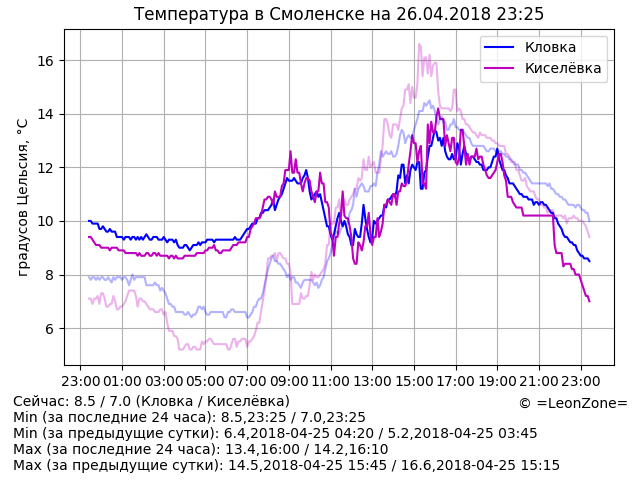 Температура в Смоленске на 26.04.2018 23:25
градусов Цельсия, °C
16
14
12
10
8
6
Кловка
Киселёвка
23:00 01:00 03:00 05:00 07:00 09:00 11:00 13:00 15:00 17:00 19:00 21:00 23:00
Сейчас: 8.5 / 7.0 (Кловка / Киселёвка)
© =LeonZone=
Min (за последние 24 часа): 8.5,23:25 / 7.0,23:25
Min (за предыдущие сутки): 6.4,2018-04-25 04:20 / 5.2,2018-04-25 03:45
Max (за последние 24 часа): 13.4,16:00 / 14.2,16:10
Max (за предыдущие сутки): 14.5,2018-04-25 15:45 / 16.6,2018-04-25 15:15